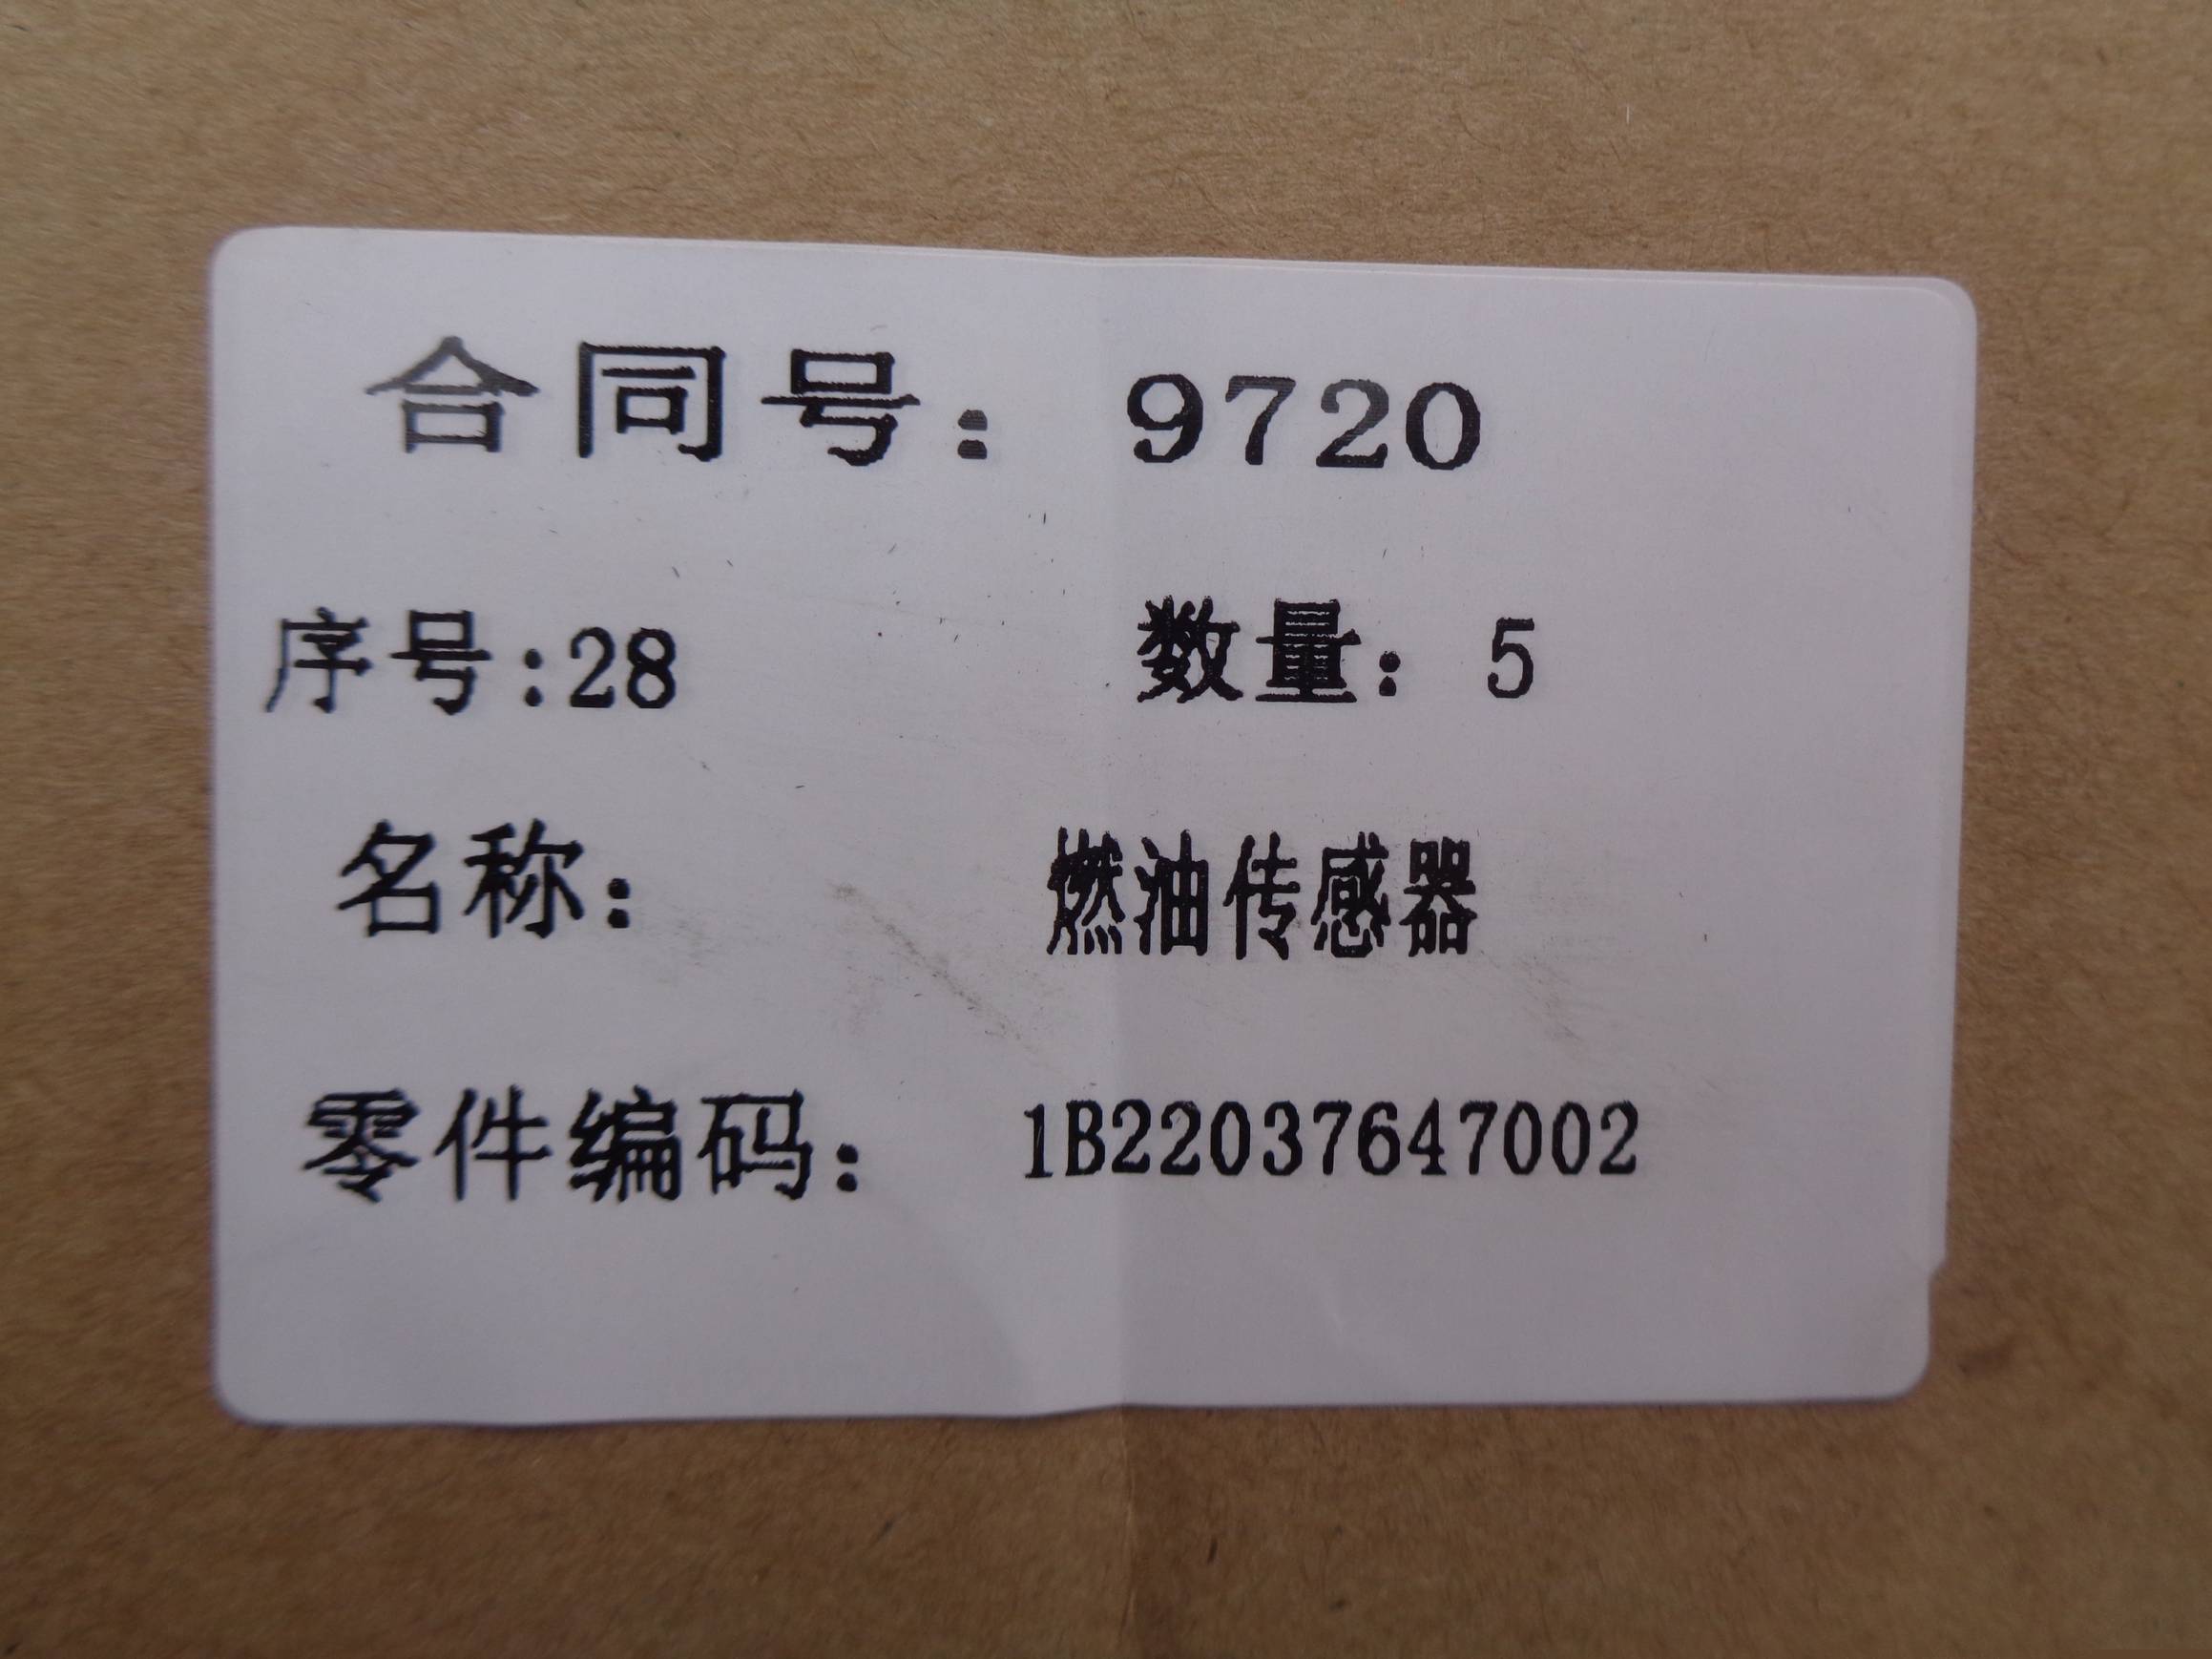 合同号：9720
序号:28 数量：5
名称： 燃油传感器
零件编码： 1B22037647002